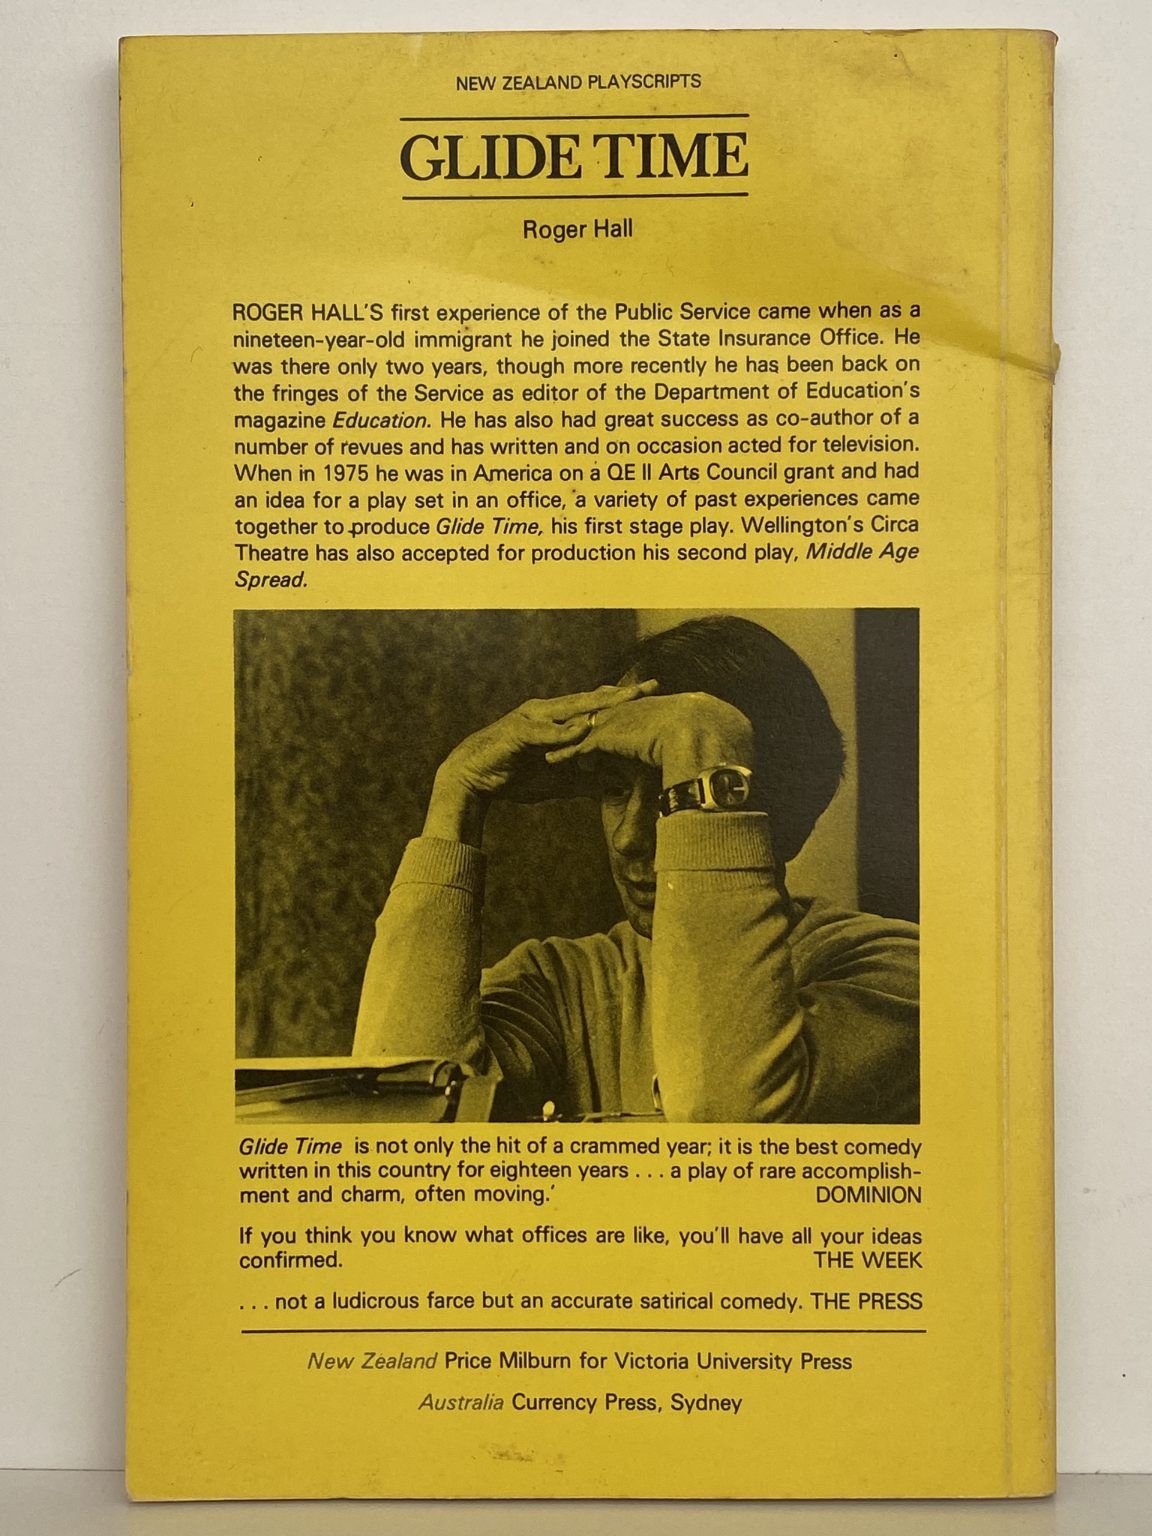 NEW ZEALAND PLAYSCRIPTS
GLIDE TIME
Roger Hall
ROGER HALL'S first experience of the Public Service came when as a
nineteen-year-old immigrant he joined the State Insurance Office. He
was there only two years, though more recently he has been back on
the fringes of the Service as editor of the Department of Education's
magazine Education. He has also had great success as co-author of a
number of revues and has written and on occasion acted for television.
When in 1975 he was in America on a QE II Arts Council grant and had
an idea for a play set in an office, a variety of past experiences came
together to produce Glide Time, his first stage play. Wellington's Circa
Theatre has also accepted for production his second play, Middle Age
Spread.
Glide Time is not only the hit of a crammed year; it is the best comedy
written in this country for eighteen years . . . a play of rare accomplish-
ment and charm, often moving.' DOMINION
If you think you know what offices are like, you'll have all your ideas
confirmed. THE WEEK
. . . not a ludicrous farce but an accurate satirical comedy. THE PRESS
New Zealand Price Milburn for Victoria University Press
Australia Currency Press, Sydney